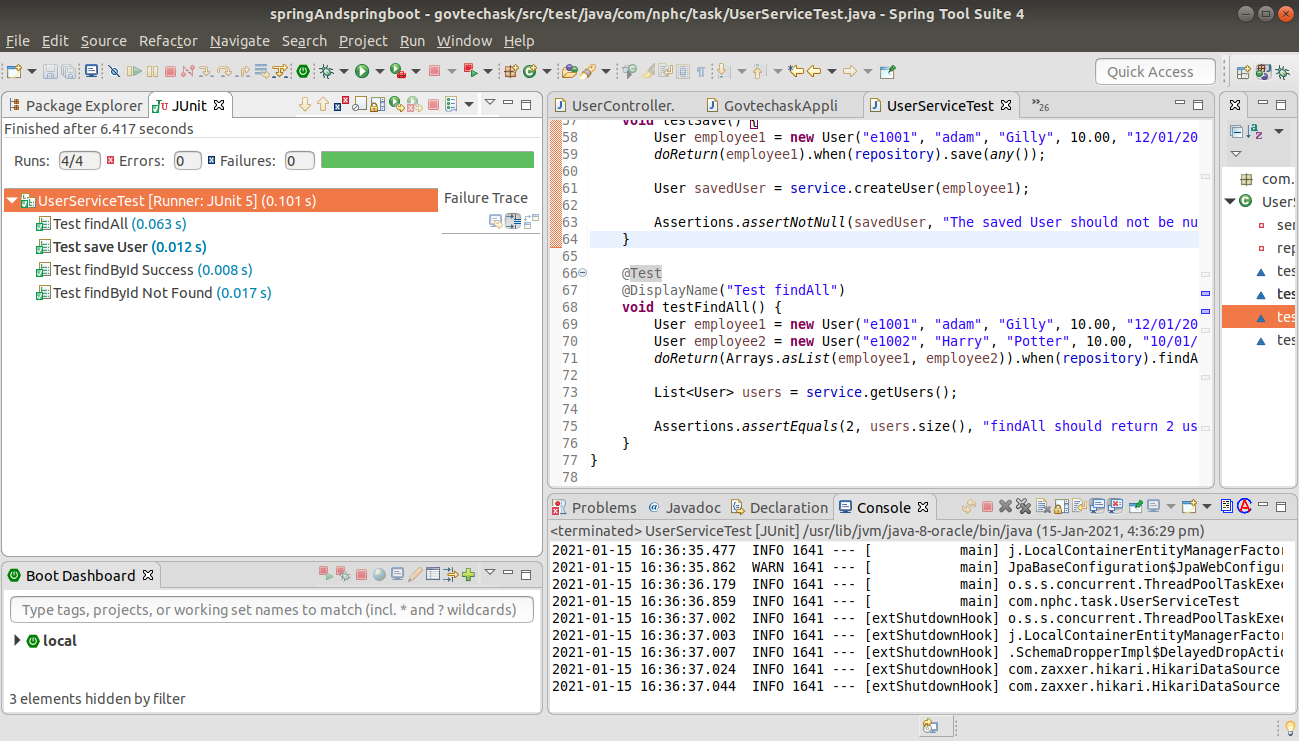 springAndspringboot - govtechask/src/test/java/com/nphc/task/UserServiceTest.java - Spring Tool Suite 4
File Edit Source Refactor Navigate Search Project Run Window Help
Quick Access
Package Explorer JUnit
Finished after 6.417 seconds
Runs: 4/4 Errors: 0 Failures: 0
UserServiceTest [Runner: JUnit 5] (0.101 s)
Test findAll (0.063 s)
Test save User (0.012 s)
Test findById Success (0.008 s)
Test findById Not Found (0.017 s)
Failure Trace
Boot Dashboard
Type tags, projects, or working set names to match (incl. * and ? wildcards)
local
3 elements hidden by filter
UserController. GovtechaskAppli UserServiceTest »26
57 void testSave() {
58 User employee1 = new User("e1001", "adam", "Gilly", 10.00, "12/01/20
59 doReturn(employee1).when(repository).save(any());
60
61 User savedUser = service.createUser(employee1);
62
63 Assertions.assertNotNull(savedUser, "The saved User should not be nu
64 }
65
66 @Test
67 @DisplayName("Test findAll")
68 void testFindAll() {
69 User employee1 = new User("e1001", "adam", "Gilly", 10.00, "12/01/20
70 User employee2 = new User("e1002", "Harry", "Potter", 10.00, "10/01/
71 doReturn(Arrays.asList(employee1, employee2)).when(repository).findA
72
73 List<User> users = service.getUsers();
74
75 Assertions.assertEquals(2, users.size(), "findAll should return 2 us
76 }
77 }
78
com.
User
ser
rep
tes
tes
tes
tes
Problems @ Javadoc Declaration Console
<terminated> UserServiceTest [JUnit] /usr/lib/jvm/java-8-oracle/bin/java (15-Jan-2021, 4:36:29 pm)
2021-01-15 16:36:35.477 INFO 1641 --- [ main] j.LocalContainerEntityManagerFactor
2021-01-15 16:36:35.862 WARN 1641 --- [ main] JpaBaseConfiguration$JpaWebConfigur
2021-01-15 16:36:36.179 INFO 1641 --- [ main] o.s.s.concurrent.ThreadPoolTaskExec
2021-01-15 16:36:36.859 INFO 1641 --- [ main] com.nphc.task.UserServiceTest
2021-01-15 16:36:37.002 INFO 1641 --- [extShutdownHook] o.s.s.concurrent.ThreadPoolTaskExec
2021-01-15 16:36:37.003 INFO 1641 --- [extShutdownHook] j.LocalContainerEntityManagerFactor
2021-01-15 16:36:37.007 INFO 1641 --- [extShutdownHook] .SchemaDropperImpl$DelayedDropActio
2021-01-15 16:36:37.024 INFO 1641 --- [extShutdownHook] com.zaxxer.hikari.HikariDataSource
2021-01-15 16:36:37.044 INFO 1641 --- [extShutdownHook] com.zaxxer.hikari.HikariDataSource